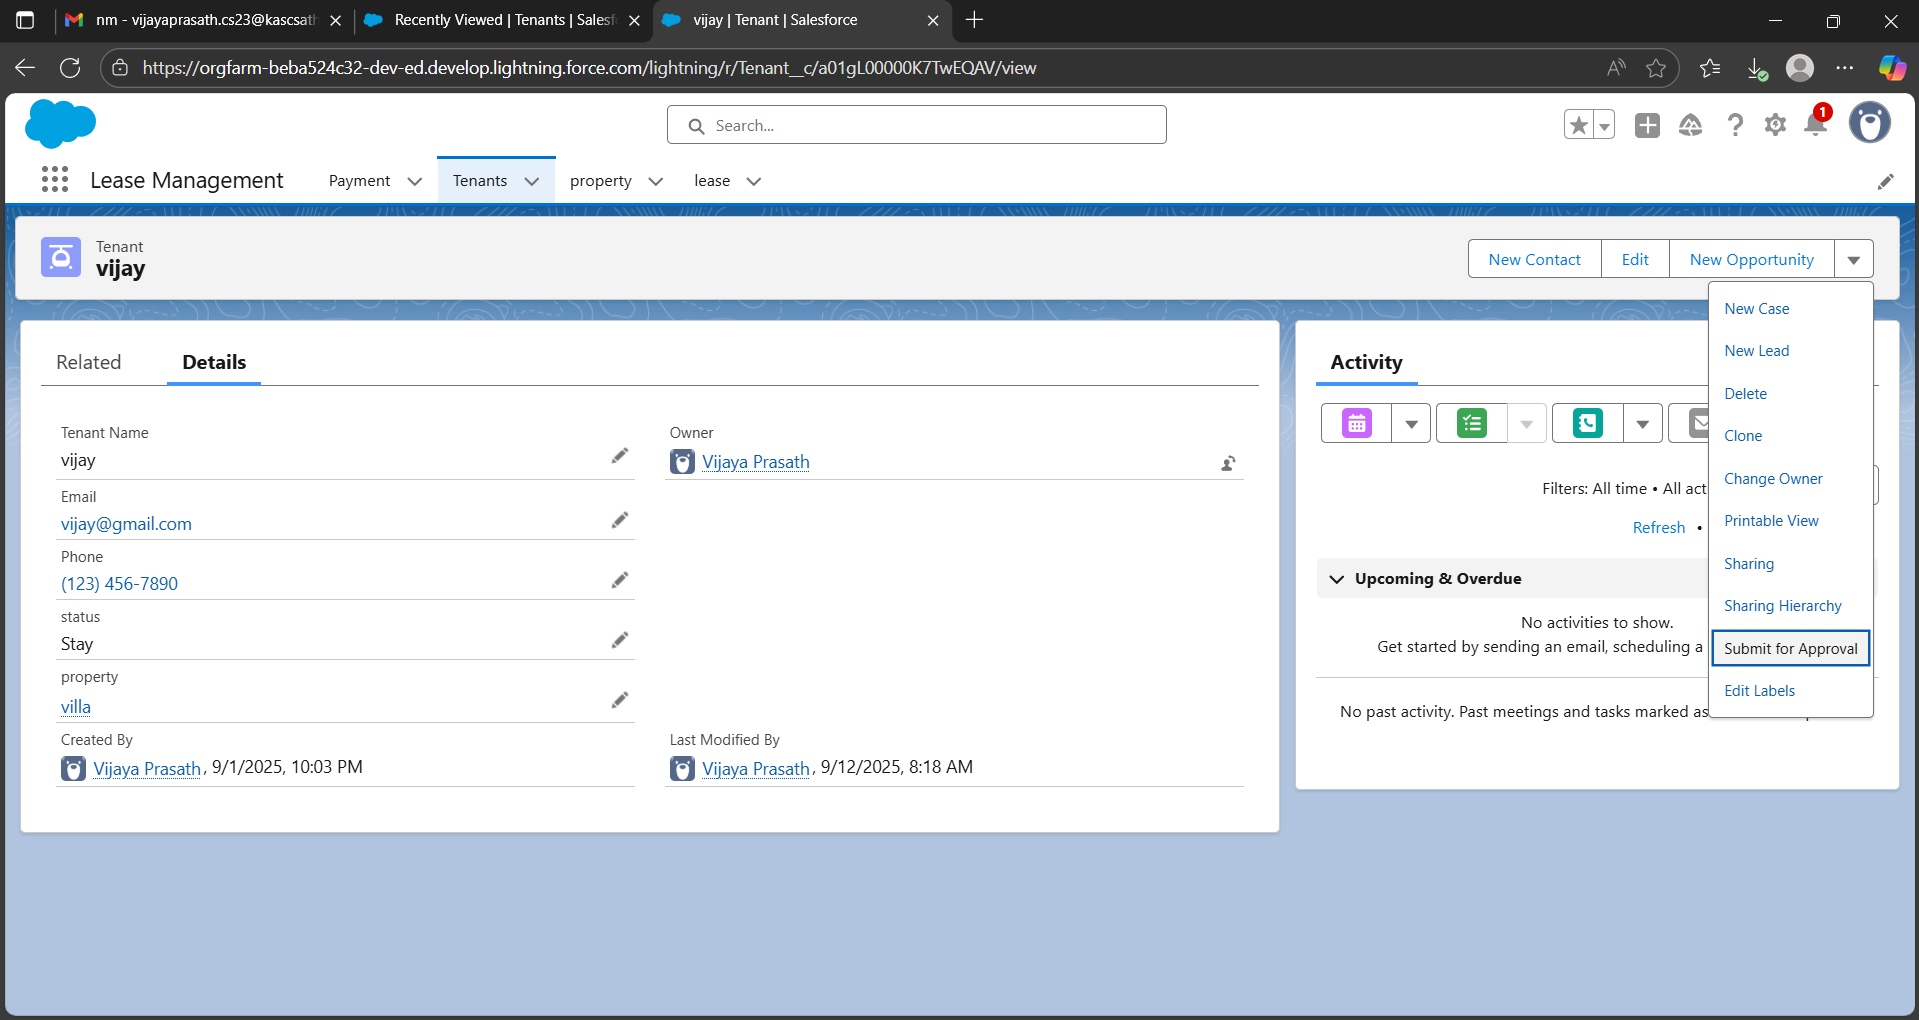 nm - vijayaprasath.cs23@kascsath
Recently Viewed | Tenants | Salesf
vijay | Tenant | Salesforce
https://orgfarm-beba524c32-dev-ed.develop.lightning.force.com/lightning/r/Tenant__c/a01gL00000K7TwEQAV/view
Search...
1
Lease Management
Payment
Tenants
property
lease
Tenant
vijay
New Contact
Edit
New Opportunity
New Case
New Lead
Delete
Clone
Change Owner
Printable View
Sharing
Sharing Hierarchy
Submit for Approval
Edit Labels
Related
Details
Tenant Name
vijay
Owner
Vijaya Prasath
Email
vijay@gmail.com
Phone
(123) 456-7890
status
Stay
property
villa
Created By
Vijaya Prasath, 9/1/2025, 10:03 PM
Last Modified By
Vijaya Prasath, 9/12/2025, 8:18 AM
Activity
Filters: All time • All act
Refresh •
Upcoming & Overdue
No activities to show.
Get started by sending an email, scheduling a
No past activity. Past meetings and tasks marked as